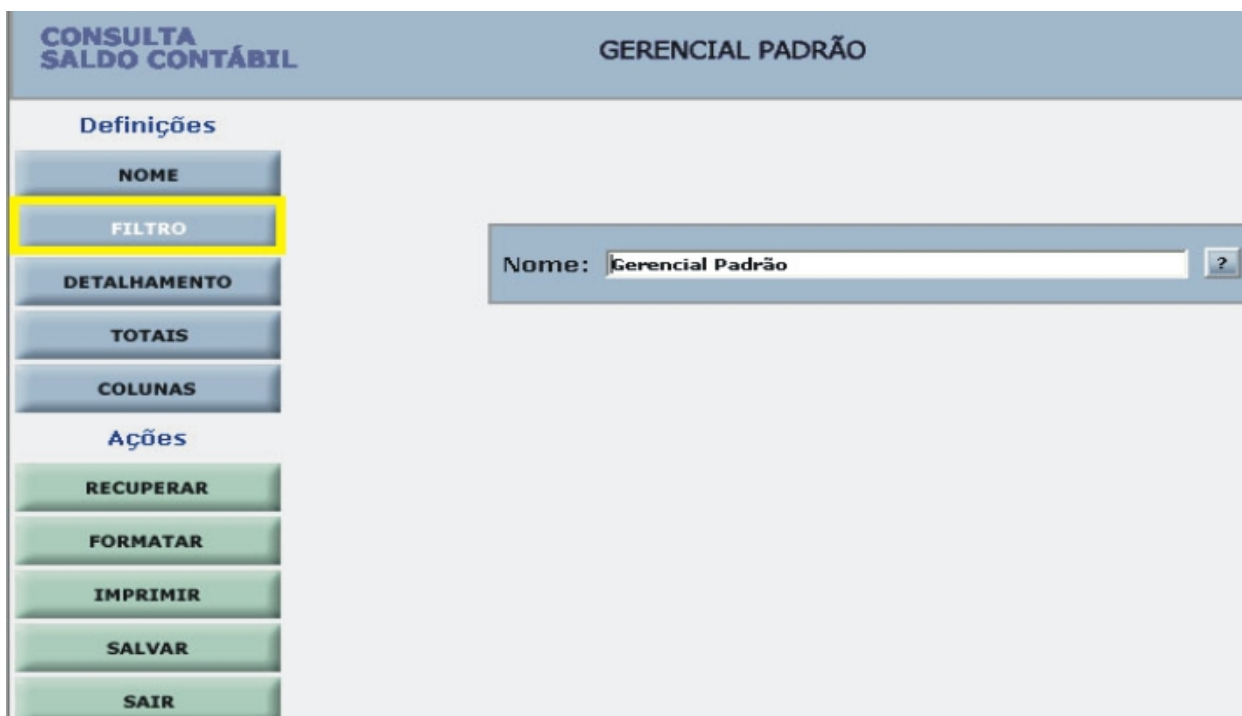 CONSULTA
SALDO CONTÁBIL
GERENCIAL PADRÃO
Definições
NOME
FILTRO
DETALHAMENTO
TOTAIS
COLUNAS
Ações
RECUPERAR
FORMATAR
IMPRIMIR
SALVAR
SAIR
Nome: Gerencial Padrão ?